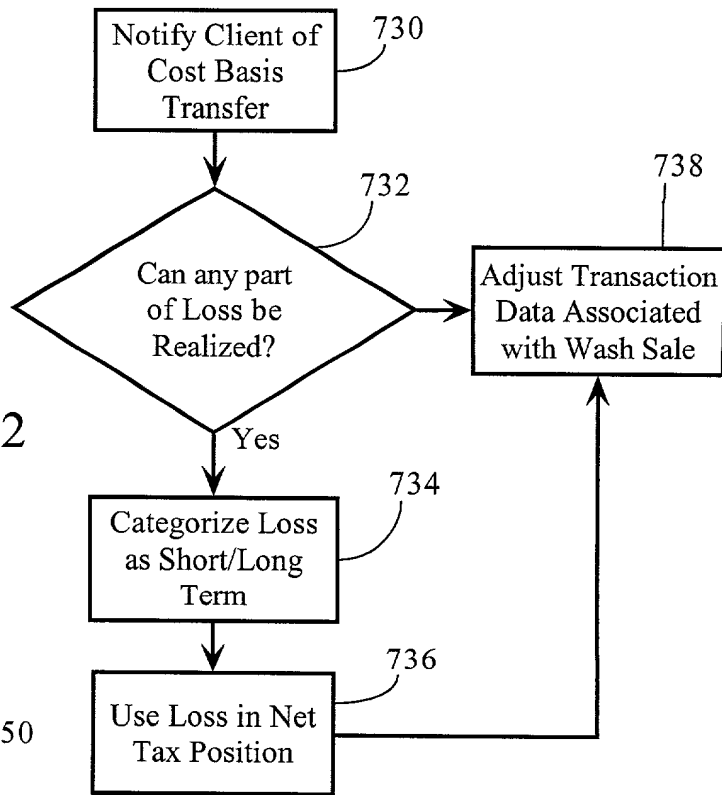 Notify Client of
Cost Basis
Transfer
730
732
Can any part
of Loss be
Realized?
738
Adjust Transaction
Data Associated
with Wash Sale
2
Yes
734
Categorize Loss
as Short/Long
Term
736
Use Loss in Net
Tax Position
50